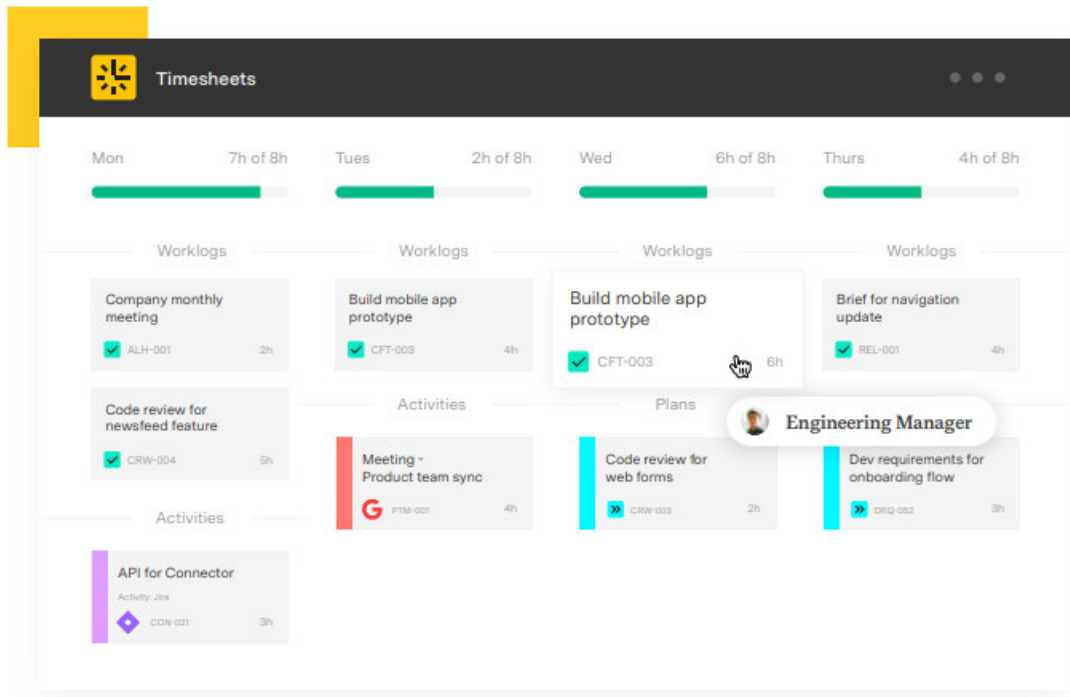 Timesheets
Mon 7h of 8h
Tues 2h of 8h
Wed 6h of 8h
Thurs 4h of 8h
Worklogs
Company monthly
meeting
ALH-001 2h
Code review for
newsfeed feature
CRW-004 5h
Activities
API for Connector
Activity: Jira
CON-021 3h
Worklogs
Build mobile app
prototype
CFT-003 4h
Activities
Meeting -
Product team sync
PTM-001 4h
Worklogs
Build mobile app
prototype
CFT-003 6h
Plans
Engineering Manager
Code review for
web forms
CRW-003 2h
Worklogs
Brief for navigation
update
REL-001 4h
Dev requirements for
onboarding flow
DRQ-052 3h